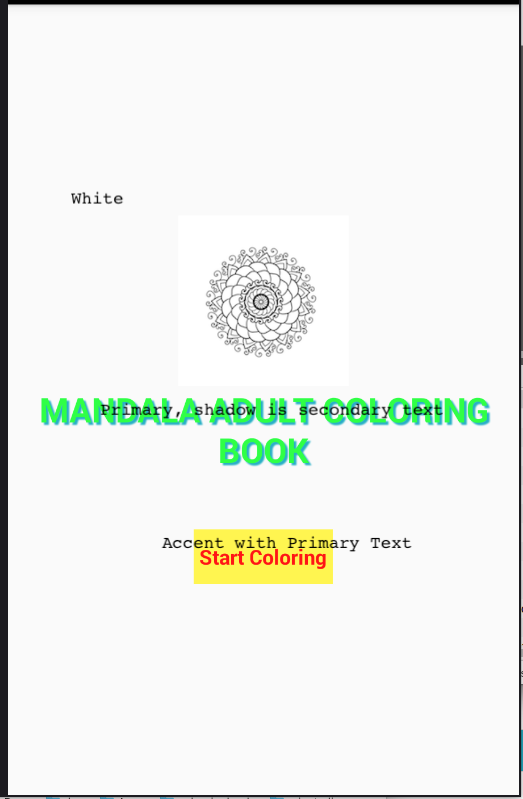 White
Primary, shadow is secondary text
MANDALA ADULT COLORING
BOOK
Accent with Primary Text
Start Coloring